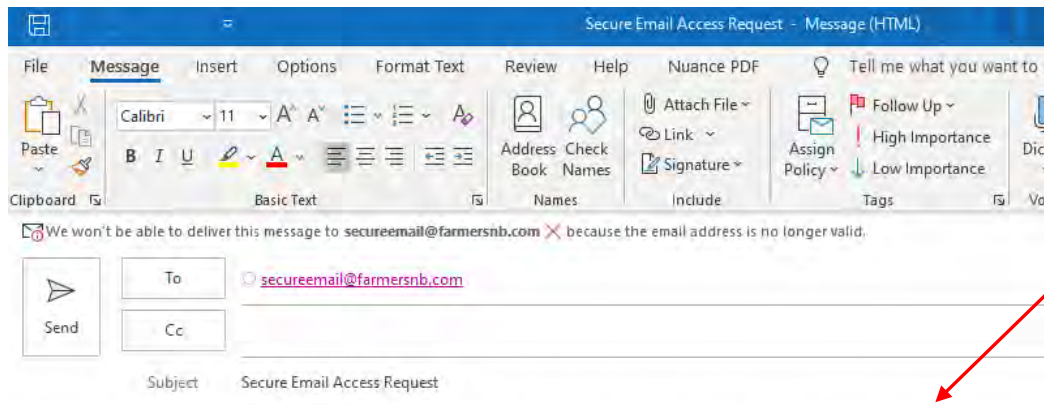 Secure Email Access Request - Message (HTML)
File Message Insert Options Format Text Review Help Nuance PDF Tell me what you want to
Paste
Calibri 11
B I U
Address Book
Check Names
Attach File
Link
Signature
Assign Policy
Follow Up
High Importance
Low Importance
Dic
Clipboard Basic Text Names Include Tags Vo
We won't be able to deliver this message to secureemail@farmersnb.com because the email address is no longer valid.
Send
To secureemail@farmersnb.com
Cc
Subject Secure Email Access Request